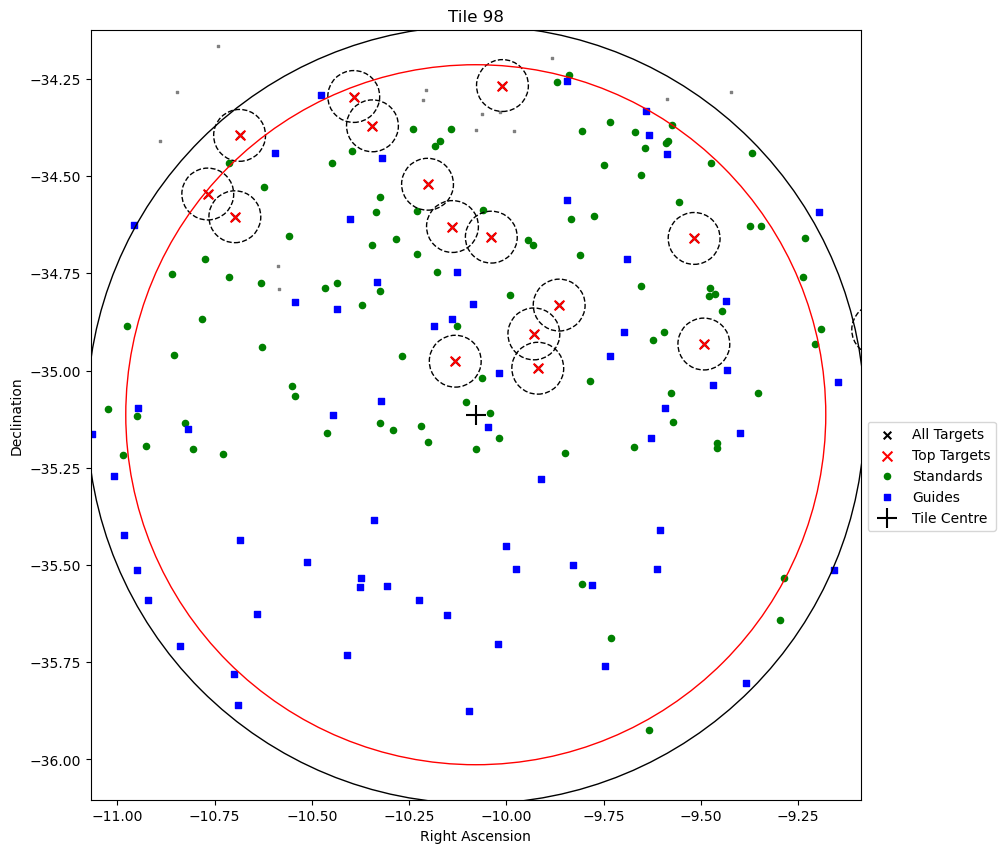 Tile 98
−34.25
−34.50
−34.75
−35.00
−35.25
−35.50
−35.75
−36.00
Declination
−11.00 −10.75 −10.50 −10.25 −10.00 −9.75 −9.50 −9.25
Right Ascension
All Targets
Top Targets
Standards
Guides
Tile Centre